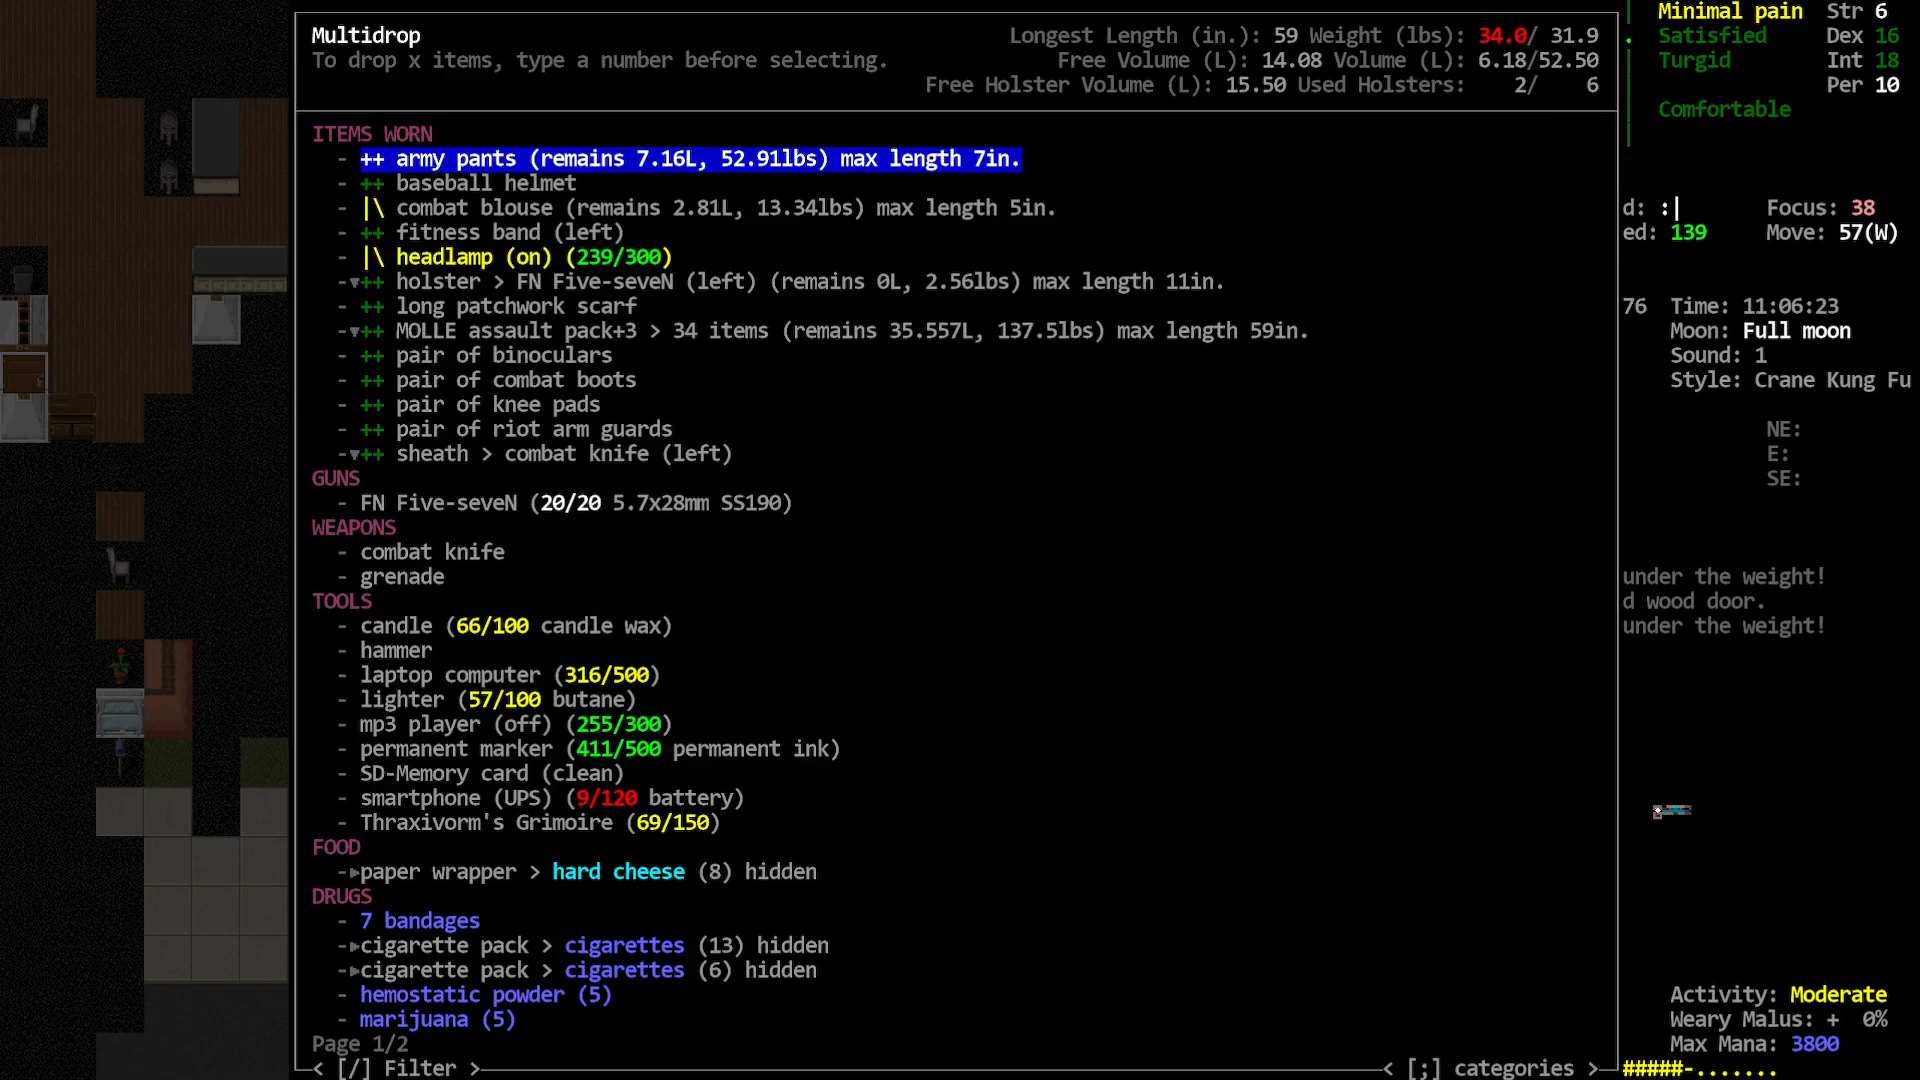 Multidrop
To drop x items, type a number before selecting.
Longest Length (in.): 59 Weight (lbs): 34.0/ 31.9
Free Volume (L): 14.08 Volume (L): 6.18/52.50
Free Holster Volume (L): 15.50 Used Holsters: 2/ 6
ITEMS WORN
- ++ army pants (remains 7.16L, 52.91lbs) max length 7in.
- ++ baseball helmet
- |\ combat blouse (remains 2.81L, 13.34lbs) max length 5in.
- ++ fitness band (left)
- |\ headlamp (on) (239/300)
-▼++ holster > FN Five-seveN (left) (remains 0L, 2.56lbs) max length 11in.
- ++ long patchwork scarf
-▼++ MOLLE assault pack+3 > 34 items (remains 35.557L, 137.5lbs) max length 59in.
- ++ pair of binoculars
- ++ pair of combat boots
- ++ pair of knee pads
- ++ pair of riot arm guards
-▼++ sheath > combat knife (left)
GUNS
- FN Five-seveN (20/20 5.7x28mm SS190)
WEAPONS
- combat knife
- grenade
TOOLS
- candle (66/100 candle wax)
- hammer
- laptop computer (316/500)
- lighter (57/100 butane)
- mp3 player (off) (255/300)
- permanent marker (411/500 permanent ink)
- SD-Memory card (clean)
- smartphone (UPS) (9/120 battery)
- Thraxivorm's Grimoire (69/150)
FOOD
-▶paper wrapper > hard cheese (8) hidden
DRUGS
- 7 bandages
-▶cigarette pack > cigarettes (13) hidden
-▶cigarette pack > cigarettes (6) hidden
- hemostatic powder (5)
- marijuana (5)
Page 1/2
< [/] Filter >
< [;] categories >
Minimal pain Str 6
. Satisfied Dex 16
Turgid Int 18
Per 10
Comfortable
d: :| Focus: 38
ed: 139 Move: 57(W)
76 Time: 11:06:23
Moon: Full moon
Sound: 1
Style: Crane Kung Fu
NE:
E:
SE:
under the weight!
d wood door.
under the weight!
Activity: Moderate
Weary Malus: + 0%
Max Mana: 3800
#####-.......